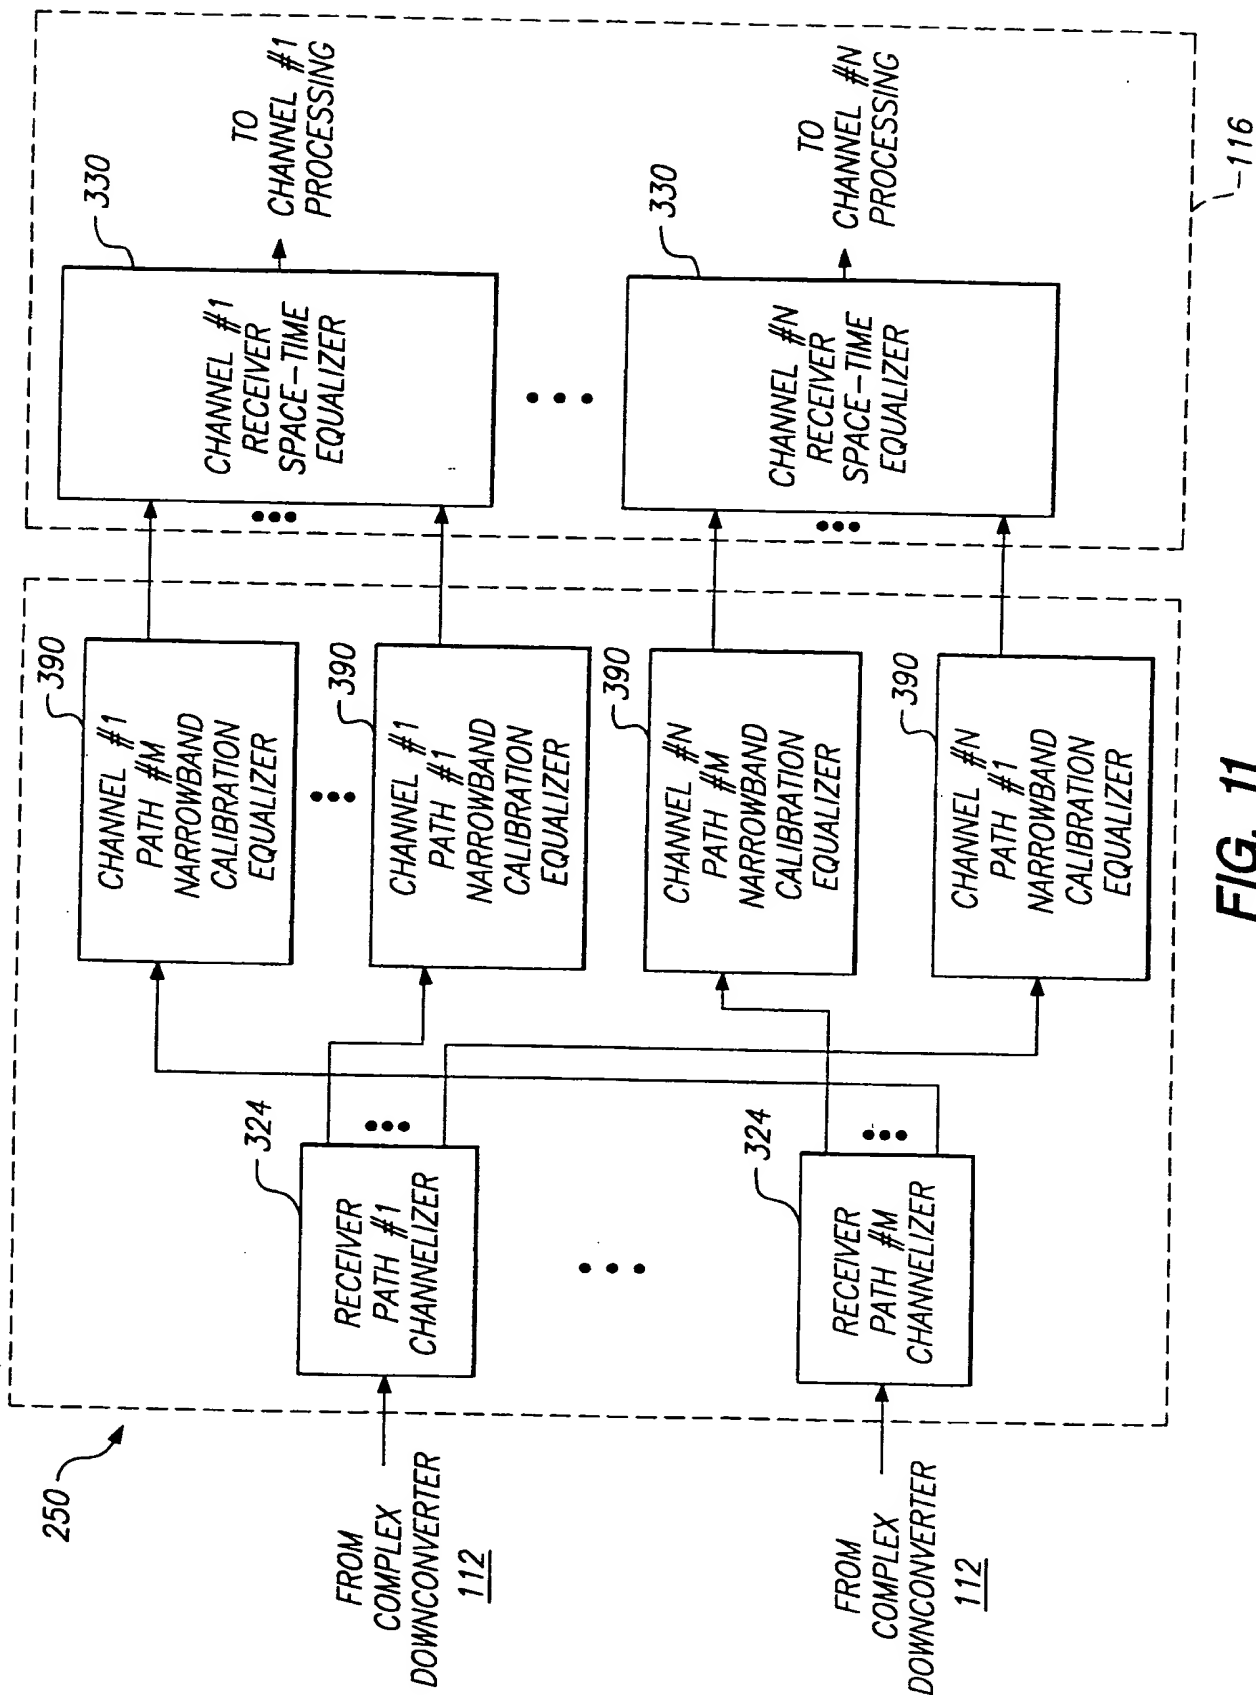 250
FROM
COMPLEX
DOWNCONVERTER
112
FROM
COMPLEX
DOWNCONVERTER
112
324
RECEIVER
PATH #1
CHANNELIZER
324
RECEIVER
PATH #M
CHANNELIZER
390
CHANNEL #1
PATH #M
NARROWBAND
CALIBRATION
EQUALIZER
390
CHANNEL #1
PATH #1
NARROWBAND
CALIBRATION
EQUALIZER
390
CHANNEL #N
PATH #M
NARROWBAND
CALIBRATION
EQUALIZER
390
CHANNEL #N
PATH #1
NARROWBAND
CALIBRATION
EQUALIZER
330
CHANNEL #1
RECEIVER
SPACE-TIME
EQUALIZER
TO
CHANNEL #1
PROCESSING
330
CHANNEL #N
RECEIVER
SPACE-TIME
EQUALIZER
TO
CHANNEL #N
PROCESSING
116
FIG. 11